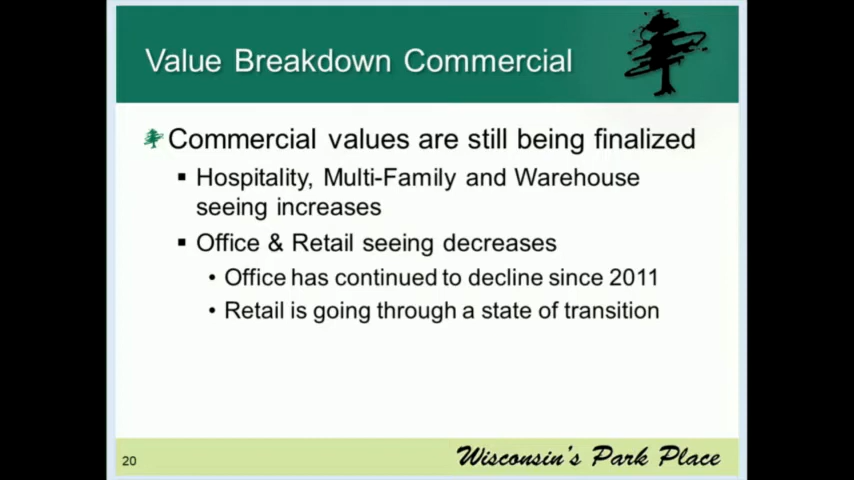 Value Breakdown Commercial
Commercial values are still being finalized
▪ Hospitality, Multi-Family and Warehouse
seeing increases
▪ Office & Retail seeing decreases
• Office has continued to decline since 2011
• Retail is going through a state of transition
20
Wisconsin's Park Place